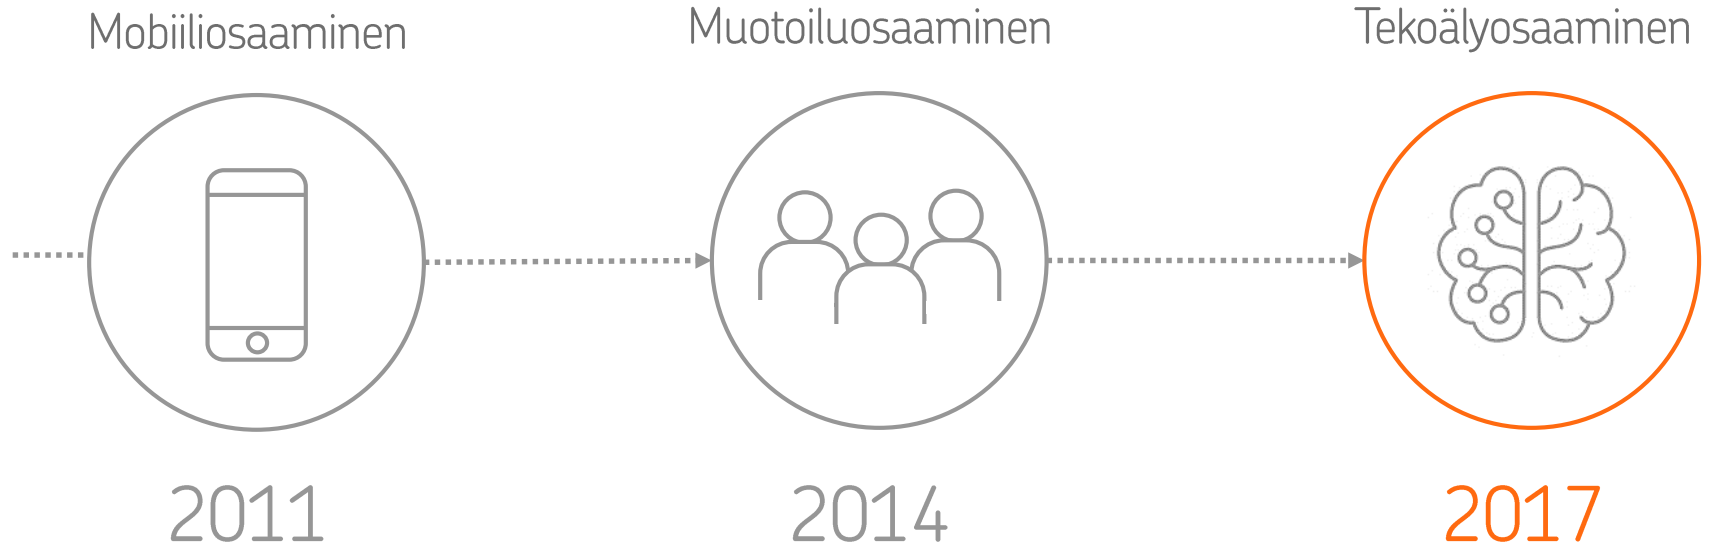 Mobiiliosaaminen
Muotoiluosaaminen
Tekoälyosaaminen
2011
2014
2017